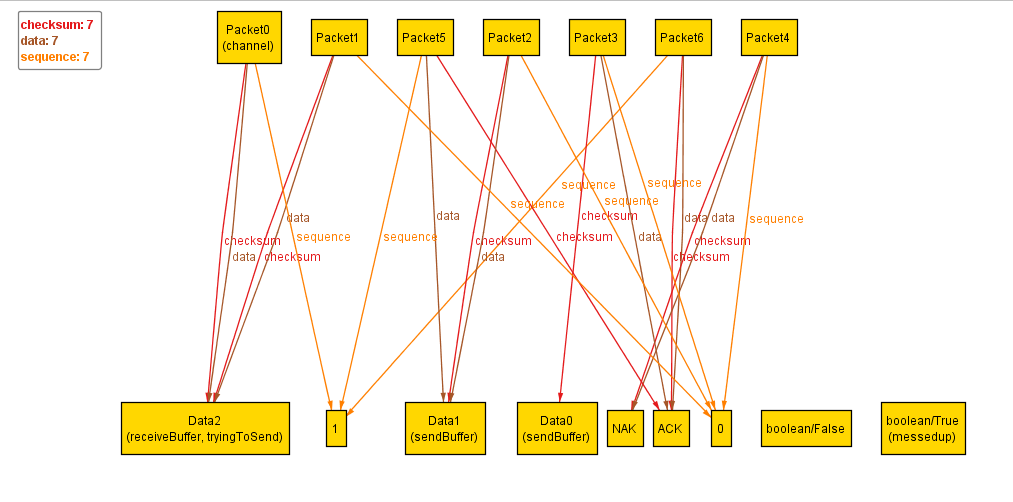 checksum: 7
data: 7
sequence: 7
Packet0
(channel)
Packet1
Packet5
Packet2
Packet3
Packet6
Packet4
sequence
sequence
sequence
sequence
data
data
checksum
data
data
sequence
checksum
sequence
sequence
checksum
data
checksum
checksum
checksum
data
checksum
data
checksum
Data2
(receiveBuffer, tryingToSend)
1
Data1
(sendBuffer)
Data0
(sendBuffer)
NAK
ACK
0
boolean/False
boolean/True
(messedup)